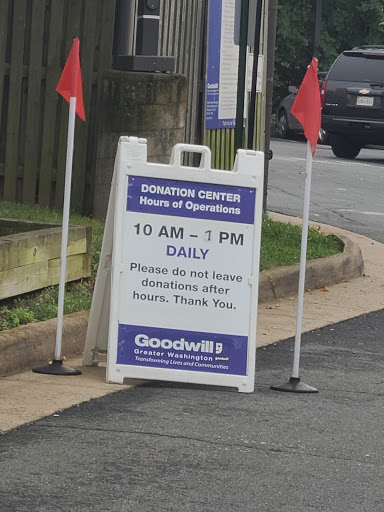 DONATION CENTER
Hours of Operations
10 AM – 1 PM
DAILY
Please do not leave
donations after
hours. Thank You.
Goodwill
Greater Washington
Transforming Lives and Communities